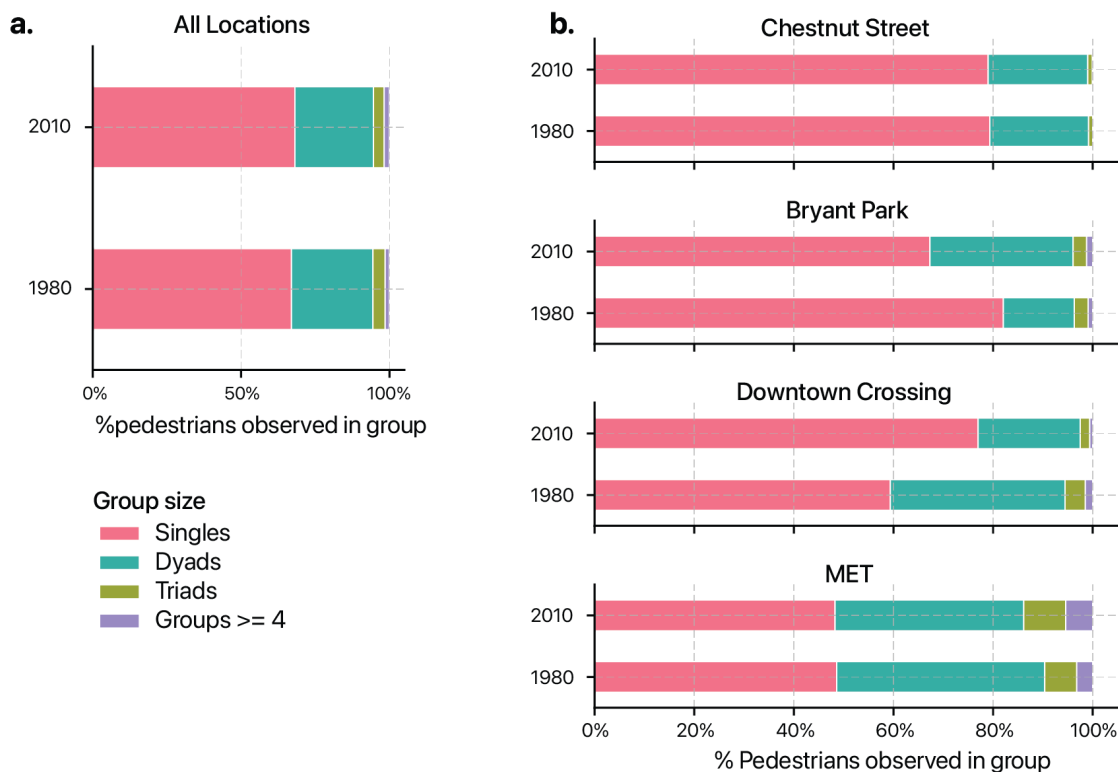 a.
All Locations
2010
1980
0% 50% 100%
%pedestrians observed in group
Group size
Singles
Dyads
Triads
Groups >= 4
b.
Chestnut Street
2010
1980
Bryant Park
2010
1980
Downtown Crossing
2010
1980
MET
2010
1980
0% 20% 40% 60% 80% 100%
% Pedestrians observed in group